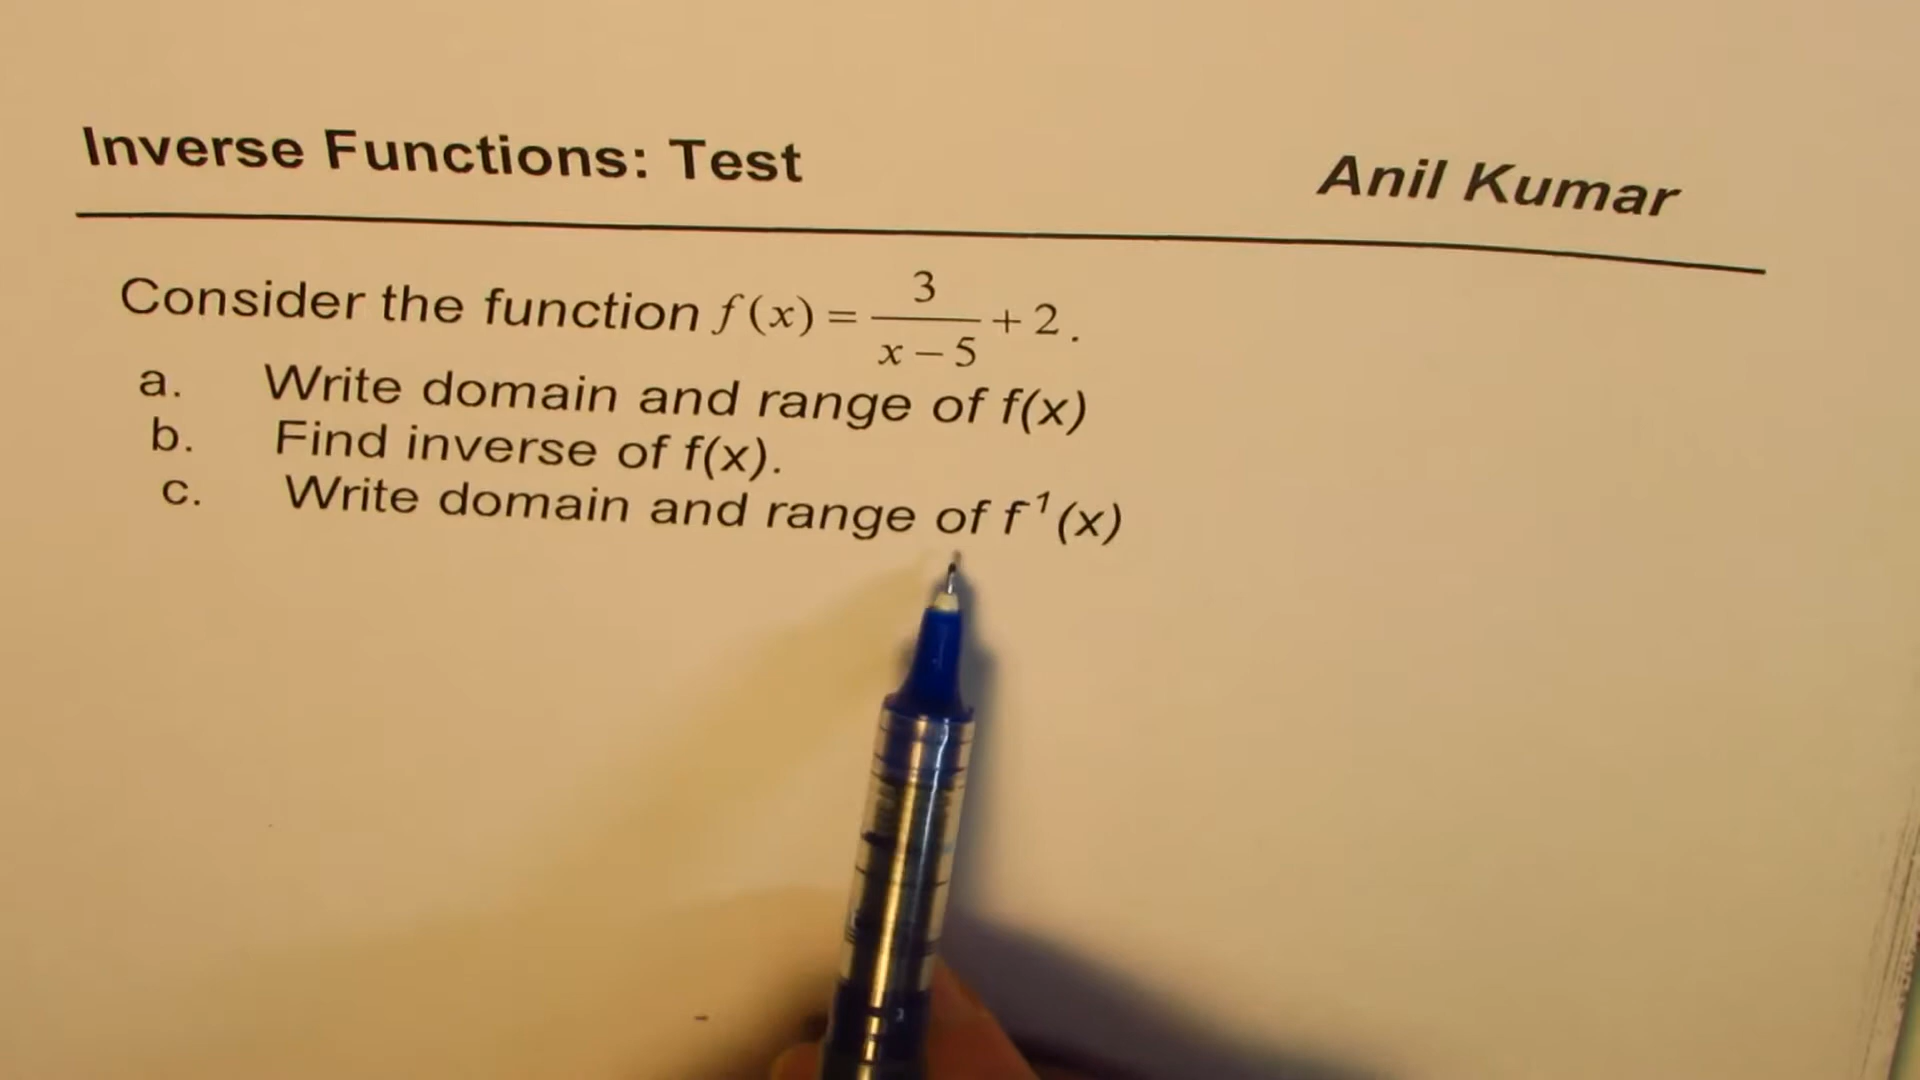 Inverse Functions: Test
Anil Kumar
Consider the function f(x) = 3/(x − 5) + 2.
a. Write domain and range of f(x)
b. Find inverse of f(x).
c. Write domain and range of f¹(x)